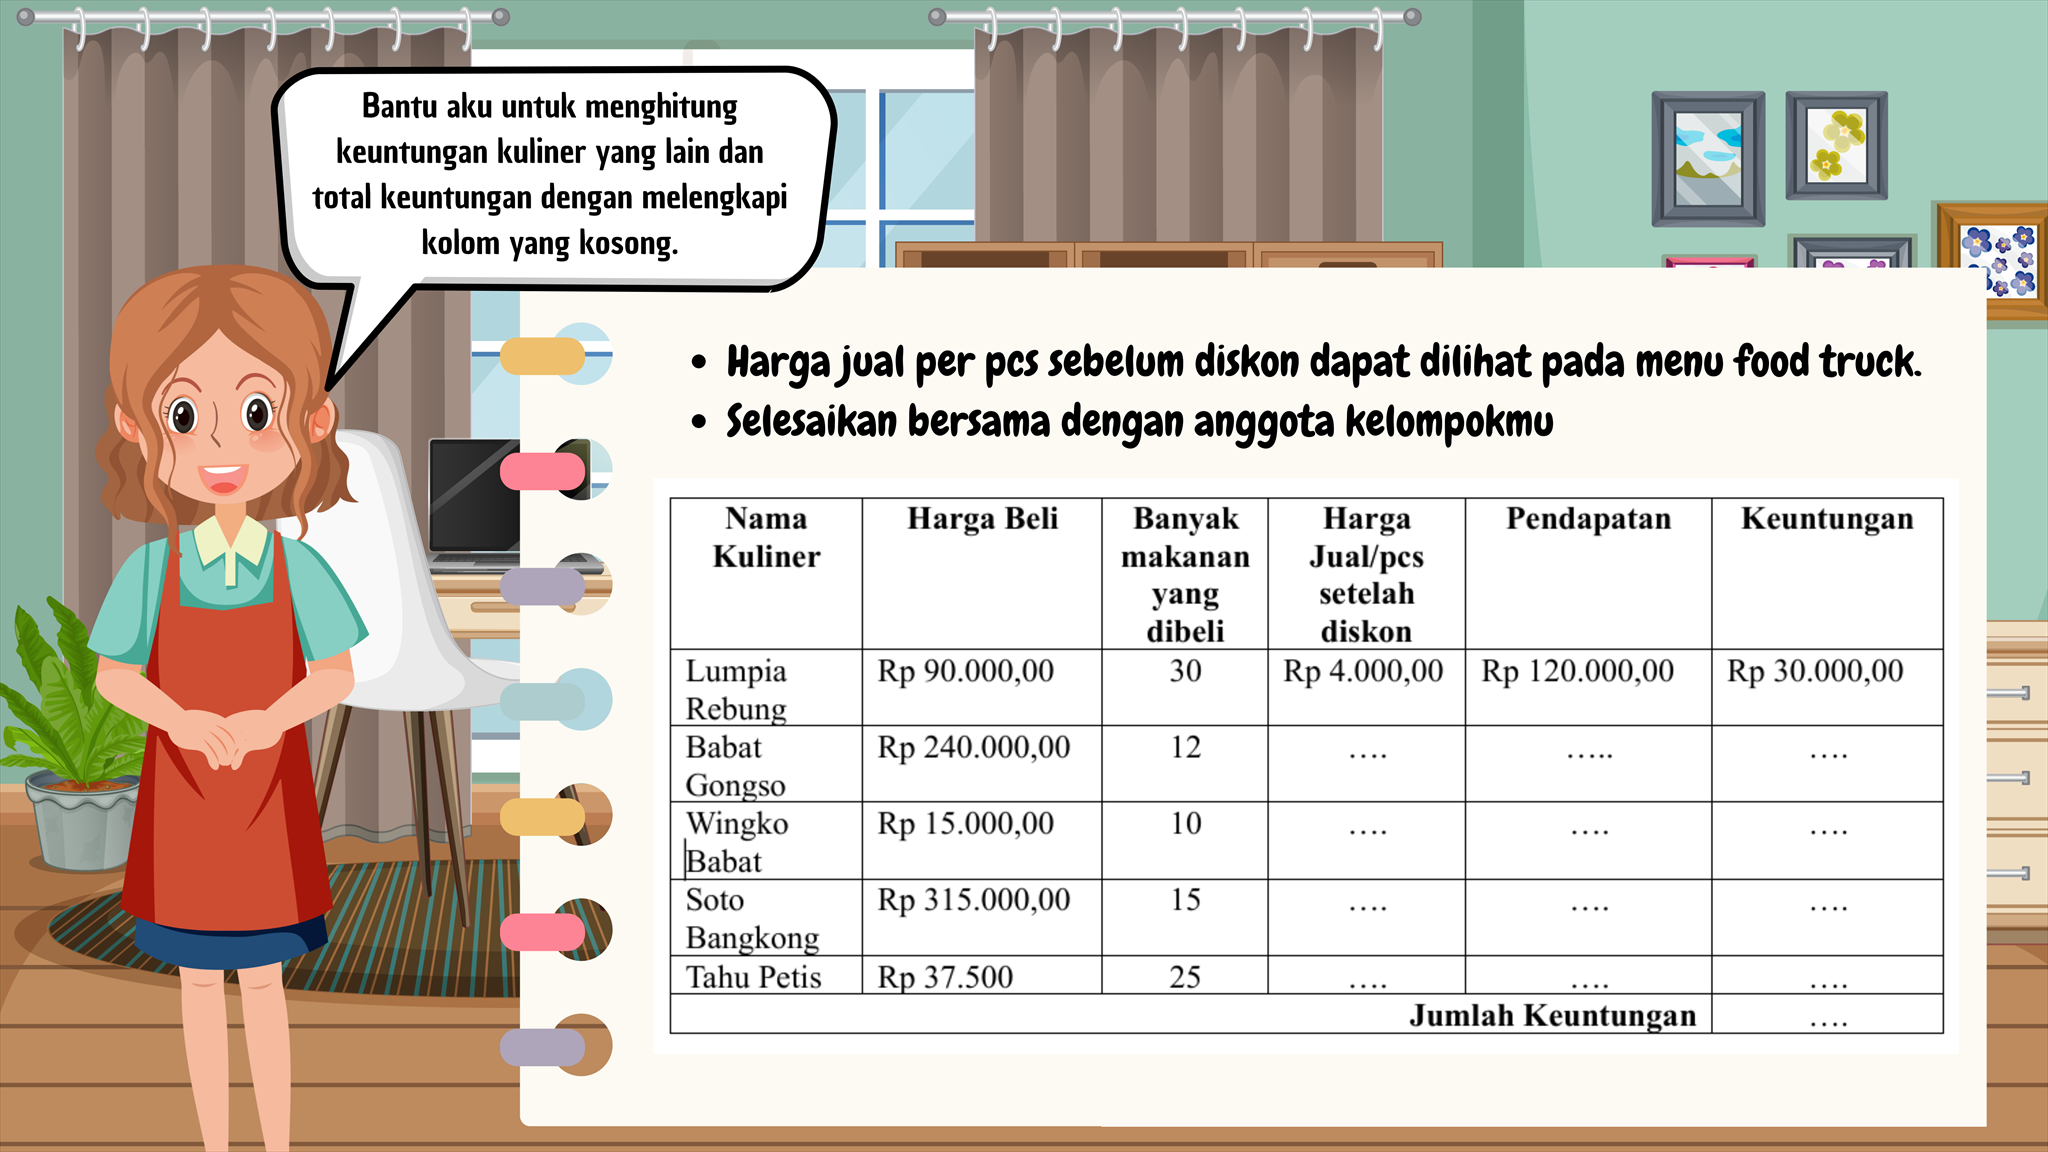 Bantu aku untuk menghitung
keuntungan kuliner yang lain dan
total keuntungan dengan melengkapi
kolom yang kosong.
• Harga jual per pcs sebelum diskon dapat dilihat pada menu food truck.
• Selesaikan bersama dengan anggota kelompokmu
Nama Kuliner Harga Beli Banyak makanan yang dibeli Harga Jual/pcs setelah diskon Pendapatan Keuntungan
Lumpia Rebung Rp 90.000,00 30 Rp 4.000,00 Rp 120.000,00 Rp 30.000,00
Babat Gongso Rp 240.000,00 12 …. ….. ….
Wingko Babat Rp 15.000,00 10 …. …. ….
Soto Bangkong Rp 315.000,00 15 …. …. ….
Tahu Petis Rp 37.500 25 …. …. ….
Jumlah Keuntungan ….